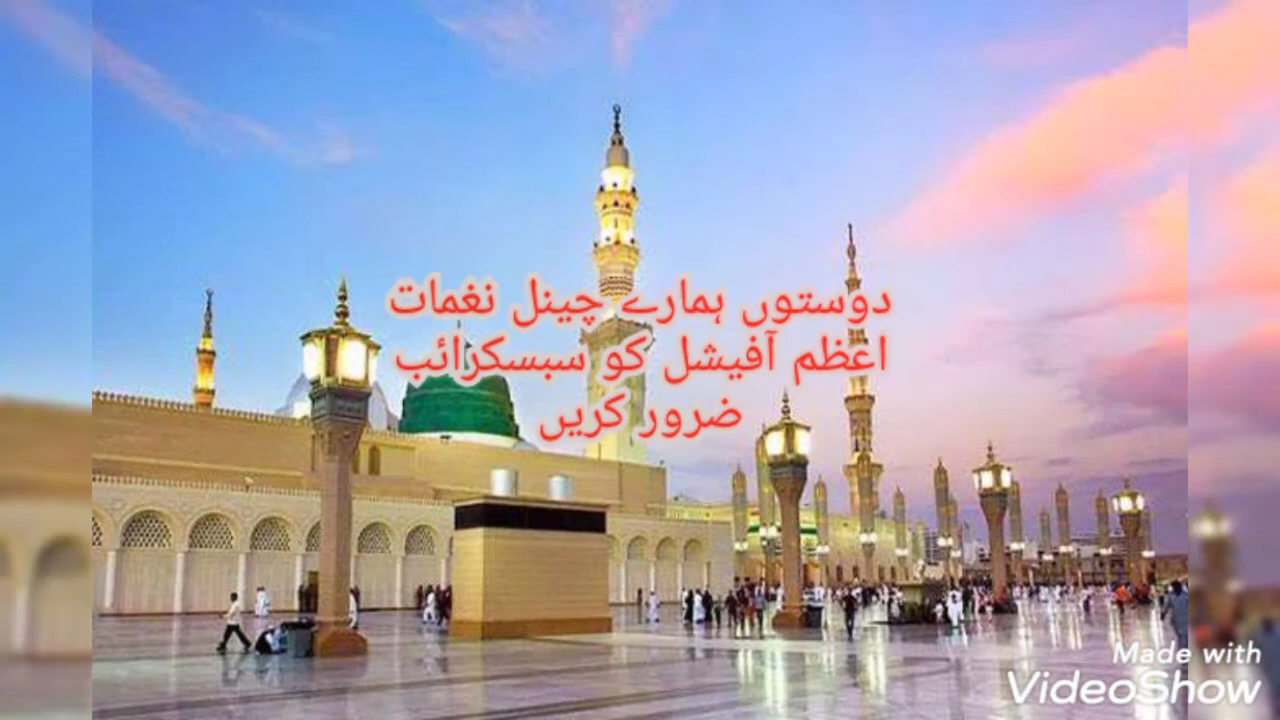 دوستوں ہمارے چینل نغمات
اعظم آفیشل کو سبسکرائب
ضرور کریں
Made with
VideoShow